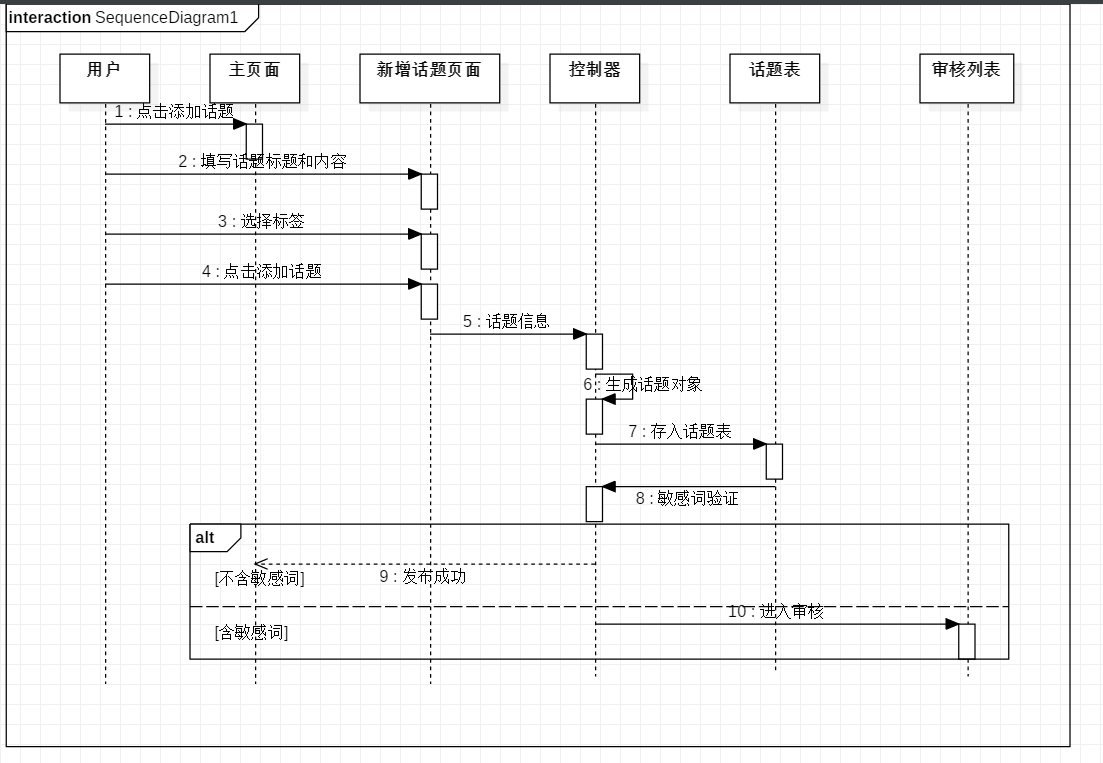 interaction SequenceDiagram1
用户
主页面
新增话题页面
控制器
话题表
审核列表
1 : 点击添加话题
2 : 填写话题标题和内容
3 : 选择标签
4 : 点击添加话题
5 : 话题信息
6 : 生成话题对象
7 : 存入话题表
8 : 敏感词验证
alt
[不含敏感词]
9 : 发布成功
10 : 进入审核
[含敏感词]